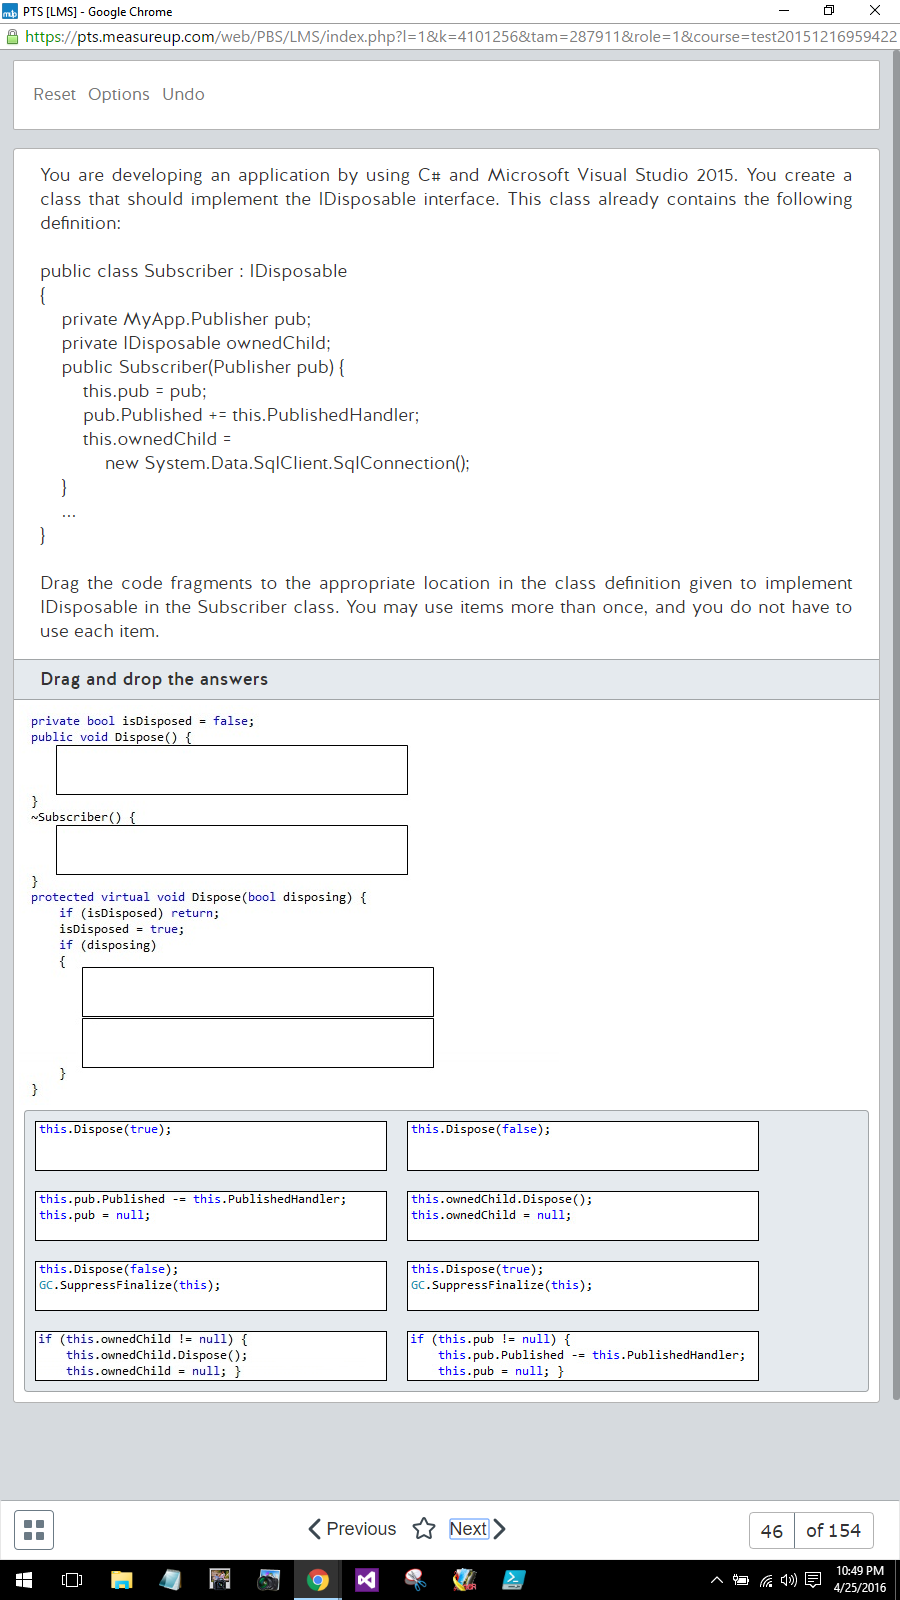 mup PTS [LMS] - Google Chrome
https://pts.measureup.com/web/PBS/LMS/index.php?l=1&k=4101256&tam=287911&role=1&course=test20151216959422
Reset Options Undo
You are developing an application by using C# and Microsoft Visual Studio 2015. You create a
class that should implement the IDisposable interface. This class already contains the following
definition:
public class Subscriber : IDisposable
{
private MyApp.Publisher pub;
private IDisposable ownedChild;
public Subscriber(Publisher pub) {
this.pub = pub;
pub.Published += this.PublishedHandler;
this.ownedChild =
new System.Data.SqlClient.SqlConnection();
}
...
}
Drag the code fragments to the appropriate location in the class definition given to implement
IDisposable in the Subscriber class. You may use items more than once, and you do not have to
use each item.
Drag and drop the answers
private bool isDisposed = false;
public void Dispose() {
}
~Subscriber() {
}
protected virtual void Dispose(bool disposing) {
if (isDisposed) return;
isDisposed = true;
if (disposing)
{
}
}
this.Dispose(true);
this.Dispose(false);
this.pub.Published -= this.PublishedHandler;
this.pub = null;
this.ownedChild.Dispose();
this.ownedChild = null;
this.Dispose(false);
GC.SuppressFinalize(this);
this.Dispose(true);
GC.SuppressFinalize(this);
if (this.ownedChild != null) {
this.ownedChild.Dispose();
this.ownedChild = null; }
if (this.pub != null) {
this.pub.Published -= this.PublishedHandler;
this.pub = null; }
Previous Next
46 of 154
10:49 PM
4/25/2016